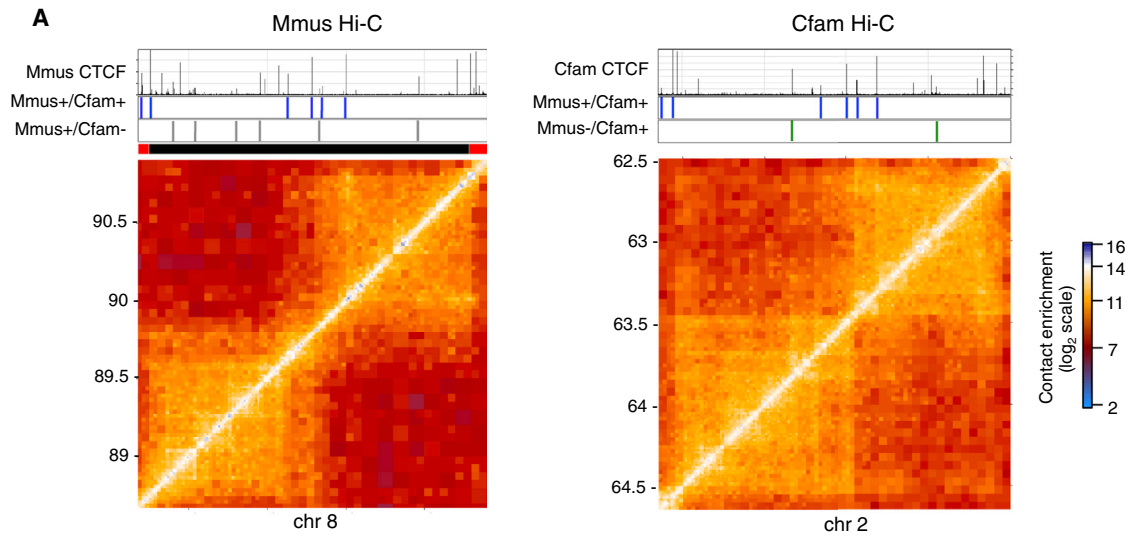 A
Mmus Hi-C
Mmus CTCF
Mmus+/Cfam+
Mmus+/Cfam-
90.5
90
89.5
89
chr 8
Cfam Hi-C
Cfam CTCF
Mmus+/Cfam+
Mmus-/Cfam+
62.5
63
63.5
64
64.5
chr 2
Contact enrichment
(log2 scale)
16
14
11
7
2